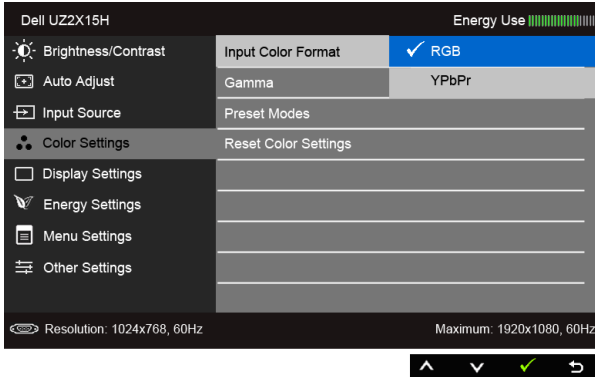 Dell UZ2X15H Energy Use
Brightness/Contrast Input Color Format RGB
Auto Adjust Gamma YPbPr
Input Source Preset Modes
Color Settings Reset Color Settings
Display Settings
Energy Settings
Menu Settings
Other Settings
Resolution: 1024x768, 60Hz Maximum: 1920x1080, 60Hz